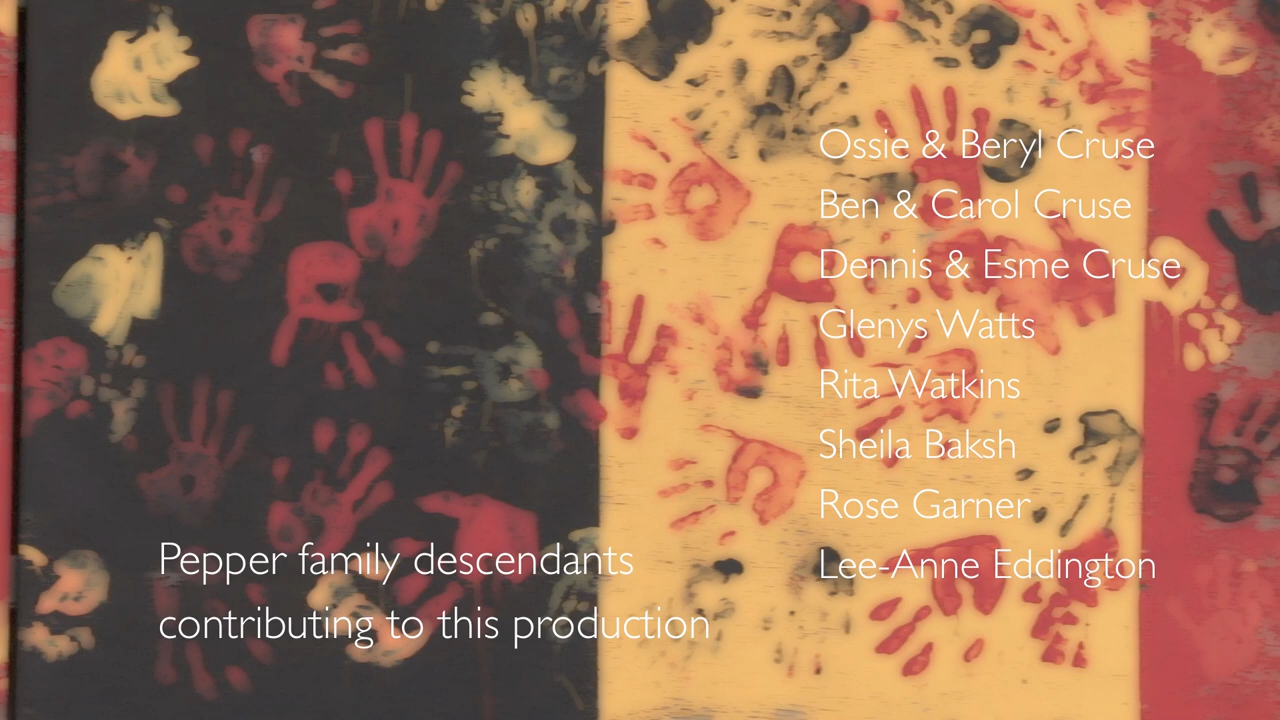 Pepper family descendants
contributing to this production
Ossie & Beryl Cruse
Ben & Carol Cruse
Dennis & Esme Cruse
Glenys Watts
Rita Watkins
Sheila Baksh
Rose Garner
Lee-Anne Eddington